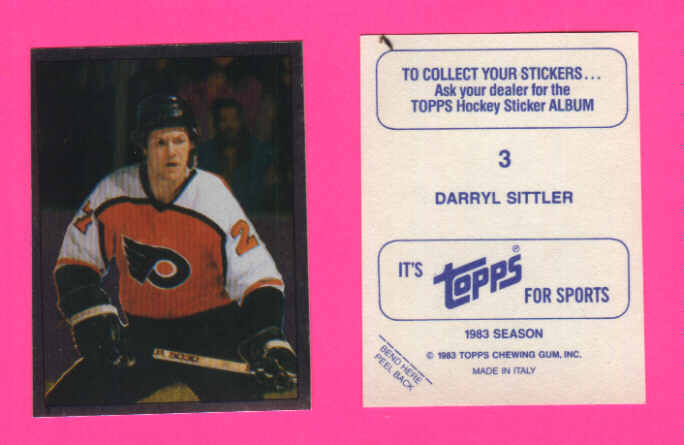 2
TO COLLECT YOUR STICKERS...
Ask your dealer for the
TOPPS Hockey Sticker ALBUM
3
DARRYL SITTLER
IT'S topps® FOR SPORTS
1983 SEASON
© 1983 TOPPS CHEWING GUM, INC.
MADE IN ITALY
BEND HERE
PEEL BACK